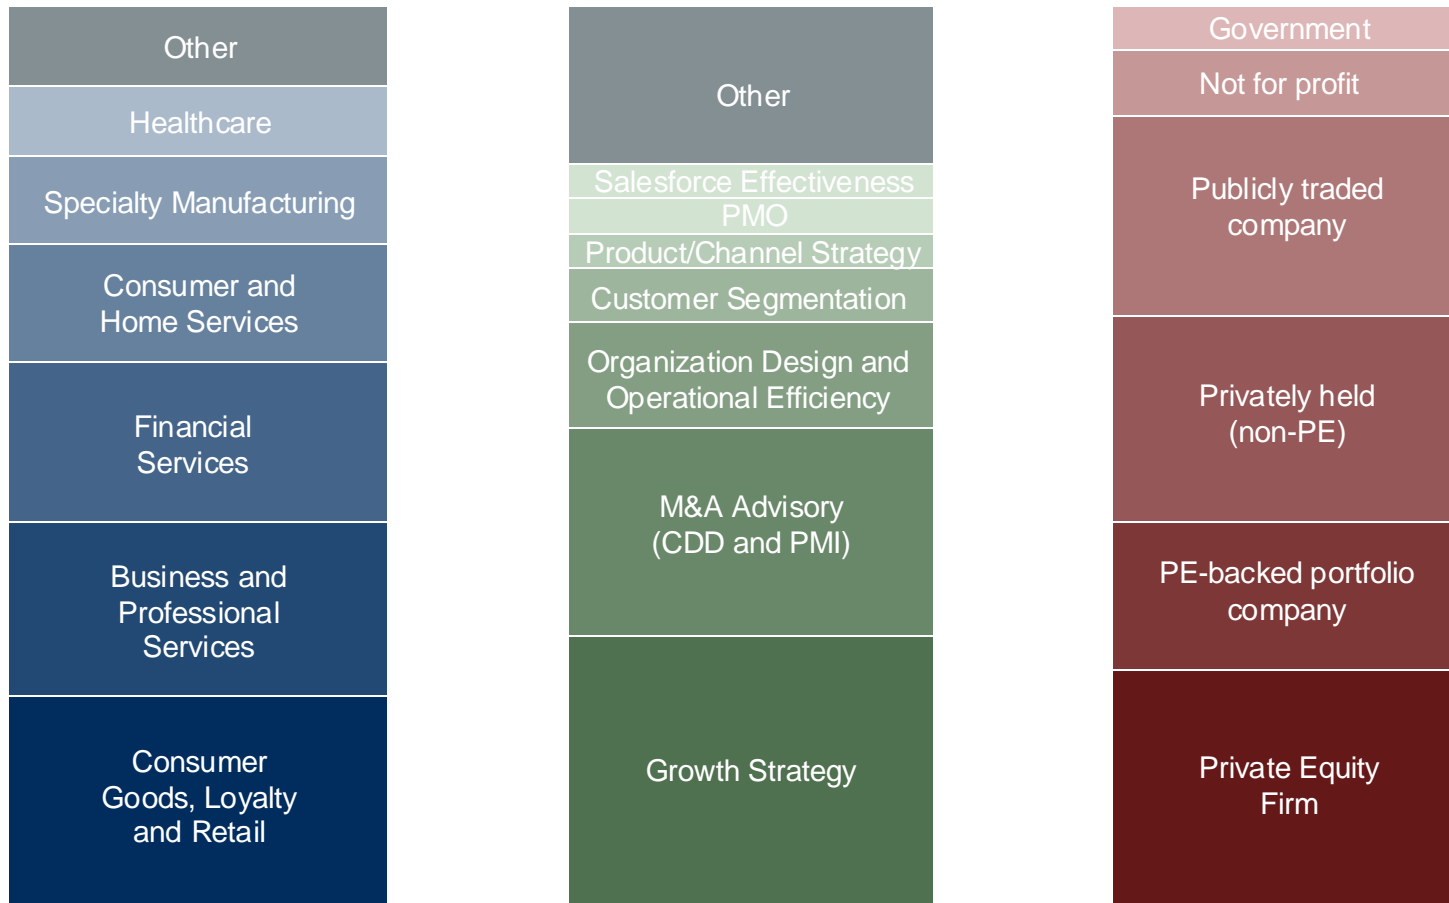 Other
Healthcare
Specialty Manufacturing
Consumer and
Home Services
Financial
Services
Business and
Professional
Services
Consumer
Goods, Loyalty
and Retail
Other
Salesforce Effectiveness
PMO
Product/Channel Strategy
Customer Segmentation
Organization Design and
Operational Efficiency
M&A Advisory
(CDD and PMI)
Growth Strategy
Government
Not for profit
Publicly traded
company
Privately held
(non-PE)
PE-backed portfolio
company
Private Equity
Firm